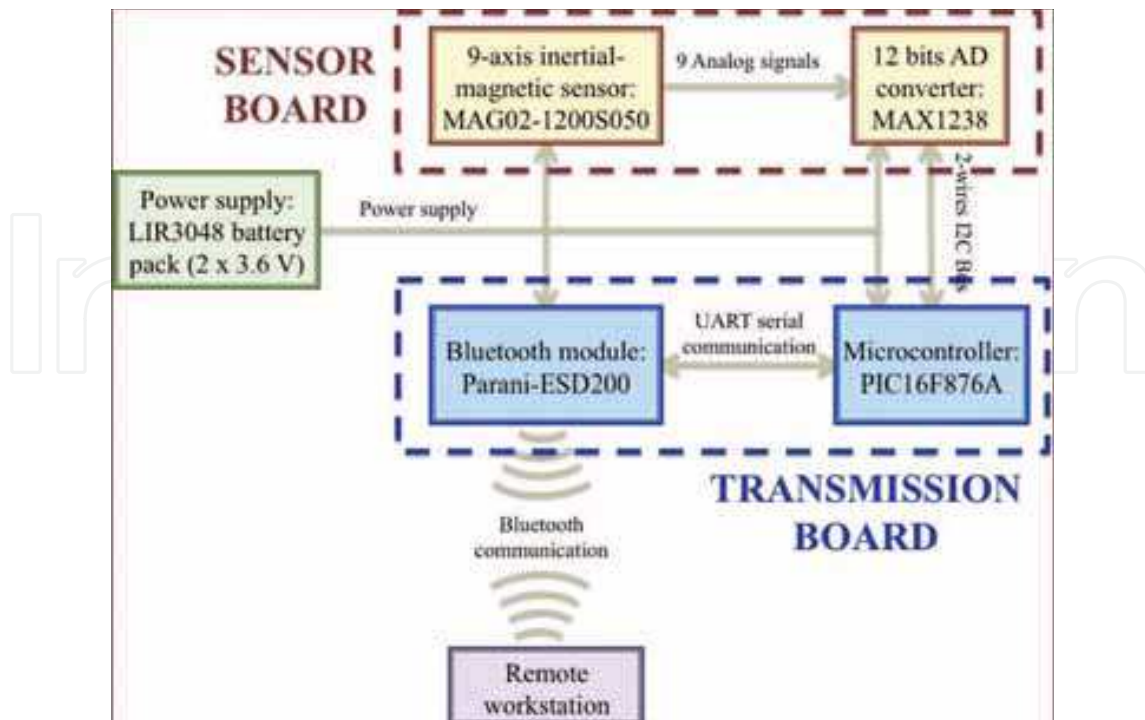 SENSOR
BOARD
9-axis inertial-
magnetic sensor:
MAG02-1200S050
9 Analog signals
12 bits AD
converter:
MAX1238
Power supply:
LIR3048 battery
pack (2 x 3.6 V)
Power supply
2-wires I2C Bus
Bluetooth module:
Parani-ESD200
UART serial
communication
Microcontroller:
PIC16F876A
TRANSMISSION
BOARD
Bluetooth
communication
Remote
workstation